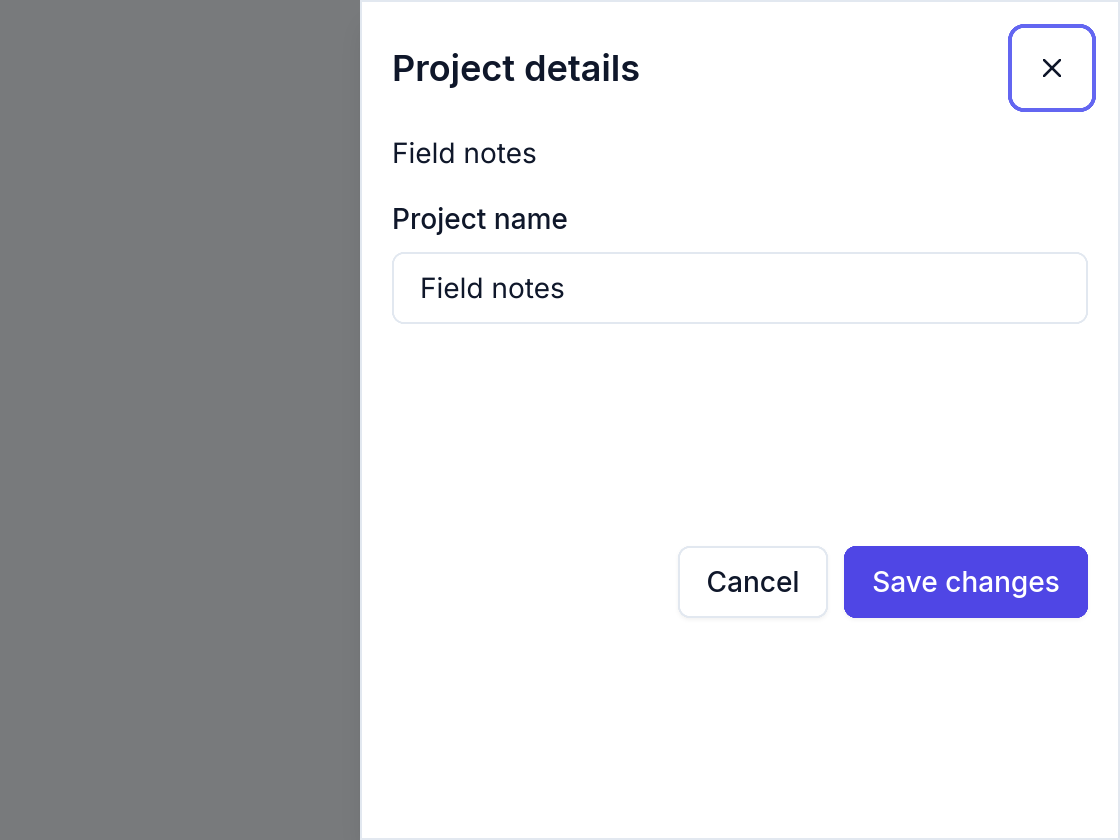 Project details
Field notes
Project name
Field notes
Cancel
Save changes